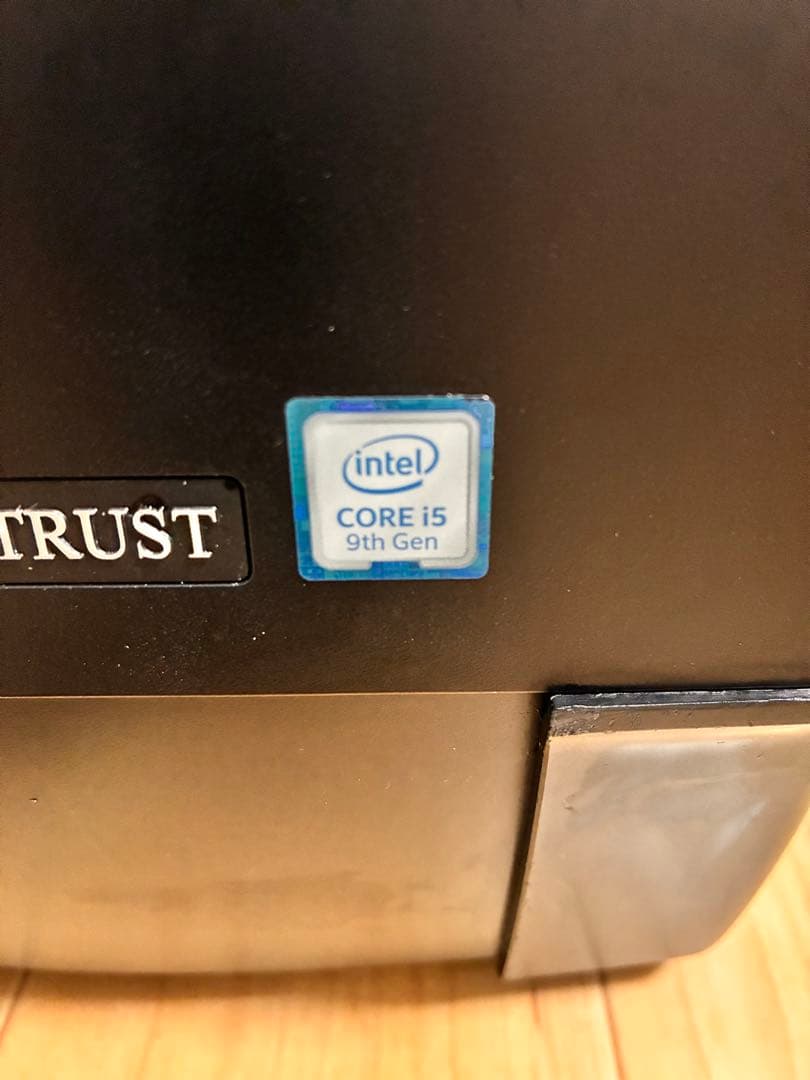 TRUST
intel
CORE i5
9th Gen